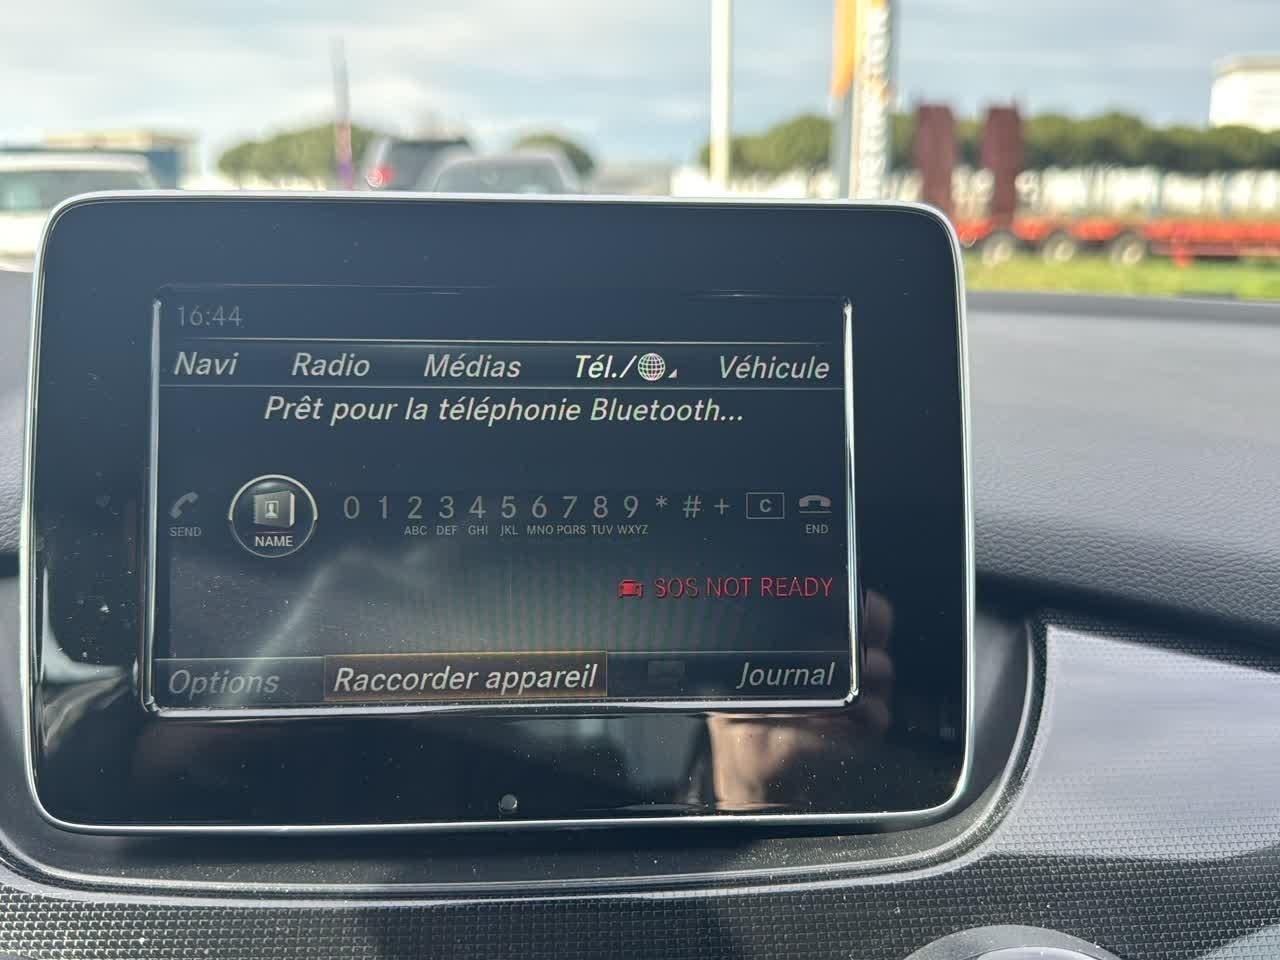 16:44
Navi Radio Médias Tél./ Véhicule
Prêt pour la téléphonie Bluetooth...
0 1 2 3 4 5 6 7 8 9 * # + C
SEND NAME ABC DEF GHI JKL MNO PQRS TUV WXYZ END
SOS NOT READY
Options Raccorder appareil Journal